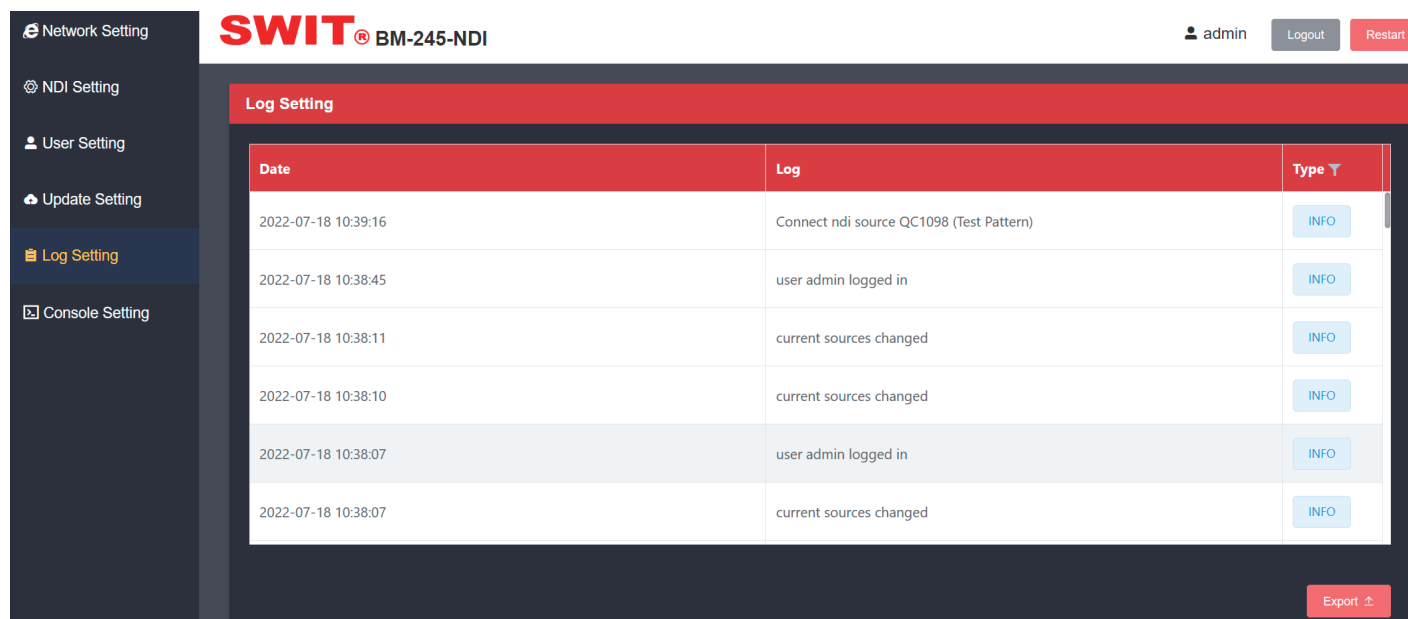 Network Setting
SWIT® BM-245-NDI
admin
Logout
Restart
NDI Setting
Log Setting
User Setting
Date Log Type
Update Setting
2022-07-18 10:39:16 Connect ndi source QC1098 (Test Pattern) INFO
Log Setting
2022-07-18 10:38:45 user admin logged in INFO
Console Setting
2022-07-18 10:38:11 current sources changed INFO
2022-07-18 10:38:10 current sources changed INFO
2022-07-18 10:38:07 user admin logged in INFO
2022-07-18 10:38:07 current sources changed INFO
Export